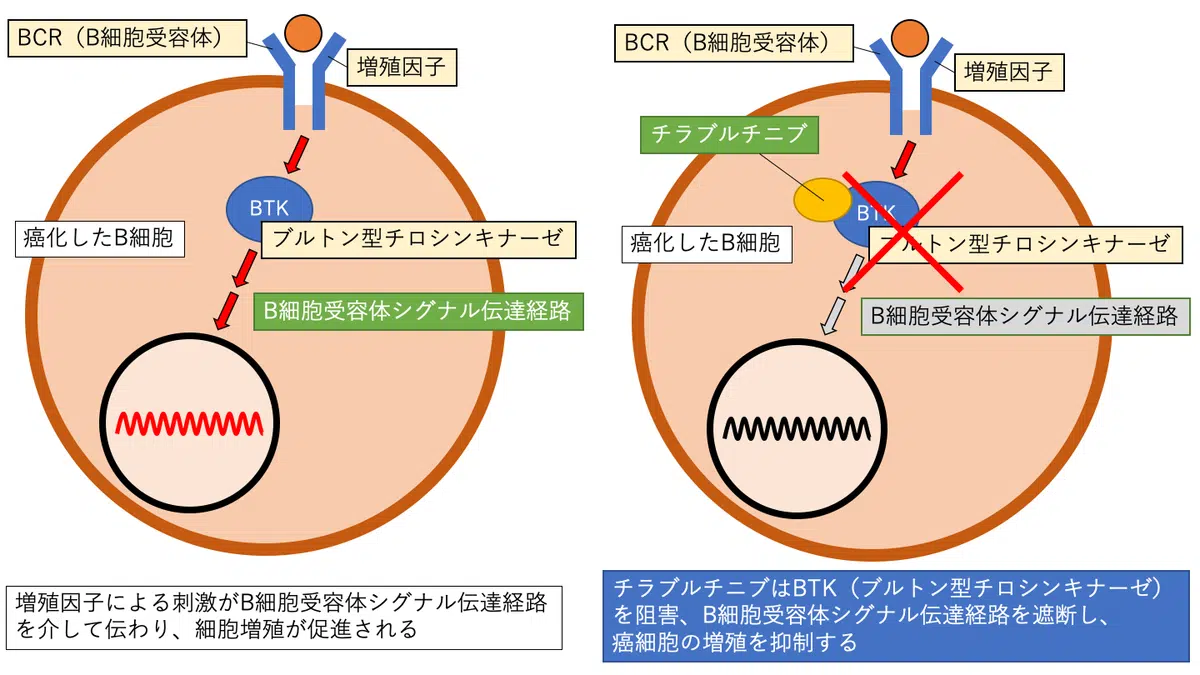 BCR（B細胞受容体）
増殖因子
BTK
癌化したB細胞
ブルトン型チロシンキナーゼ
B細胞受容体シグナル伝達経路
増殖因子による刺激がB細胞受容体シグナル伝達経路
を介して伝わり、細胞増殖が促進される
BCR（B細胞受容体）
増殖因子
チラブルチニブ
BTK
癌化したB細胞
ブルトン型チロシンキナーゼ
B細胞受容体シグナル伝達経路
チラブルチニブはBTK（ブルトン型チロシンキナーゼ）
を阻害、B細胞受容体シグナル伝達経路を遮断し、
癌細胞の増殖を抑制する